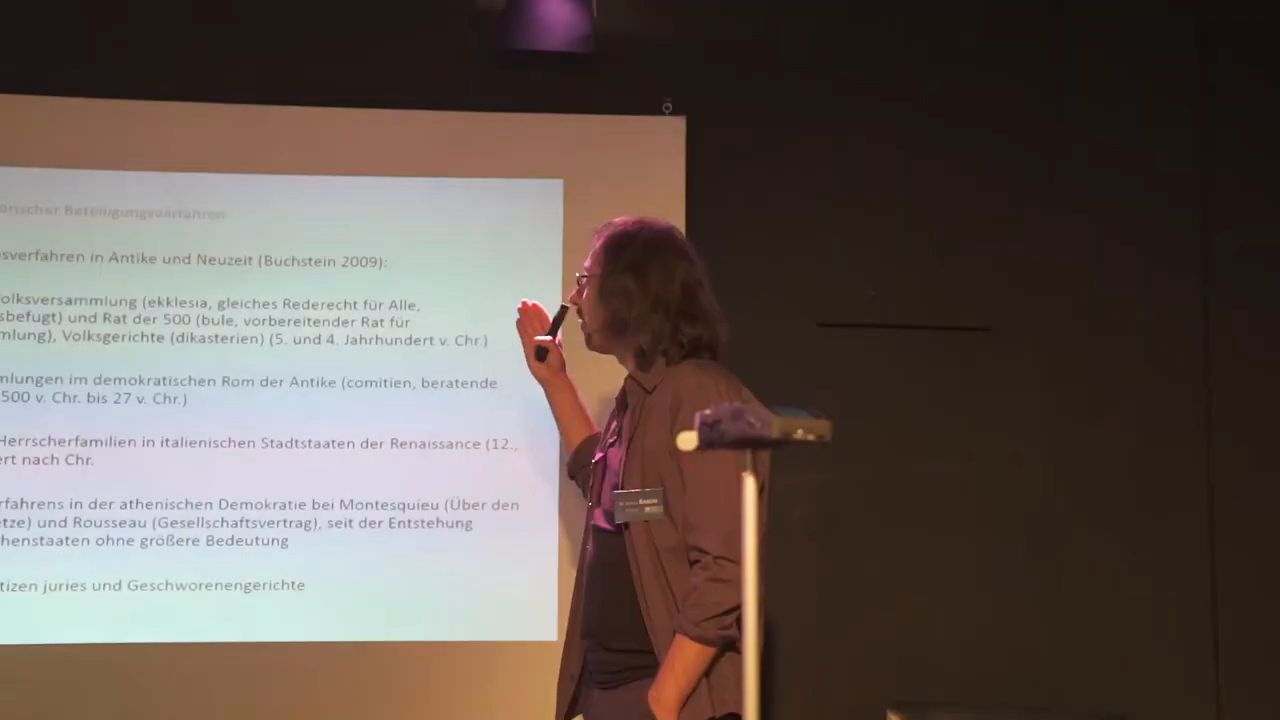 orischer Beteiligungsverfahren
sverfahren in Antike und Neuzeit (Buchstein 2009):
olksversammlung (ekklesia, gleiches Rederecht für Alle,
sbefugt) und Rat der 500 (bule, vorbereitender Rat für
mlung), Volksgerichte (dikasterien) (5. und 4. Jahrhundert v. Chr.)
mlungen im demokratischen Rom der Antike (comitien, beratende
500 v. Chr. bis 27 v. Chr.)
Herrscherfamilien in italienischen Stadtstaaten der Renaissance (12.,
ert nach Chr.
rfahrens in der athenischen Demokratie bei Montesquieu (Über den
etze) und Rousseau (Gesellschaftsvertrag), seit der Entstehung
henstaaten ohne größere Bedeutung
tizen juries und Geschworenengerichte